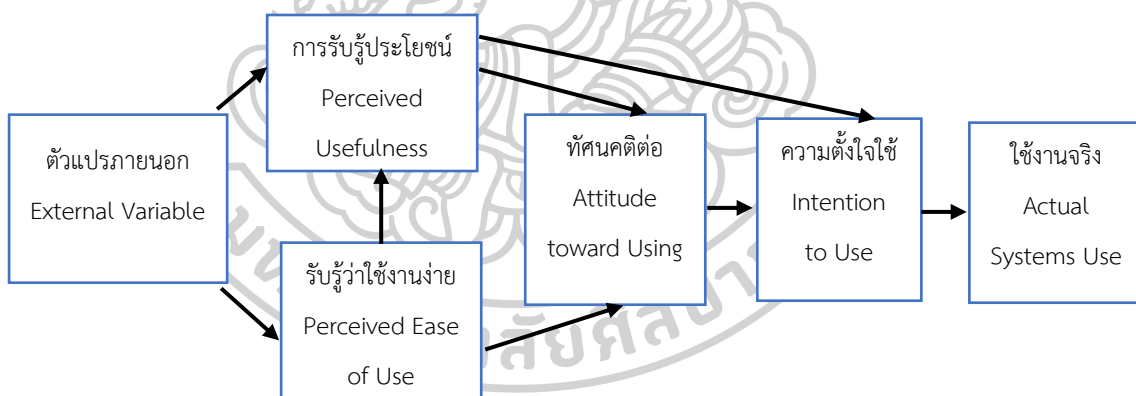 การรับรู้ประโยชน์
Perceived
Usefulness
ตัวแปรภายนอก
External Variable
รับรู้ว่าใช้งานง่าย
Perceived Ease
of Use
ทัศนคติต่อ
Attitude
toward Using
ความตั้งใจใช้
Intention
to Use
ใช้งานจริง
Actual
Systems Use